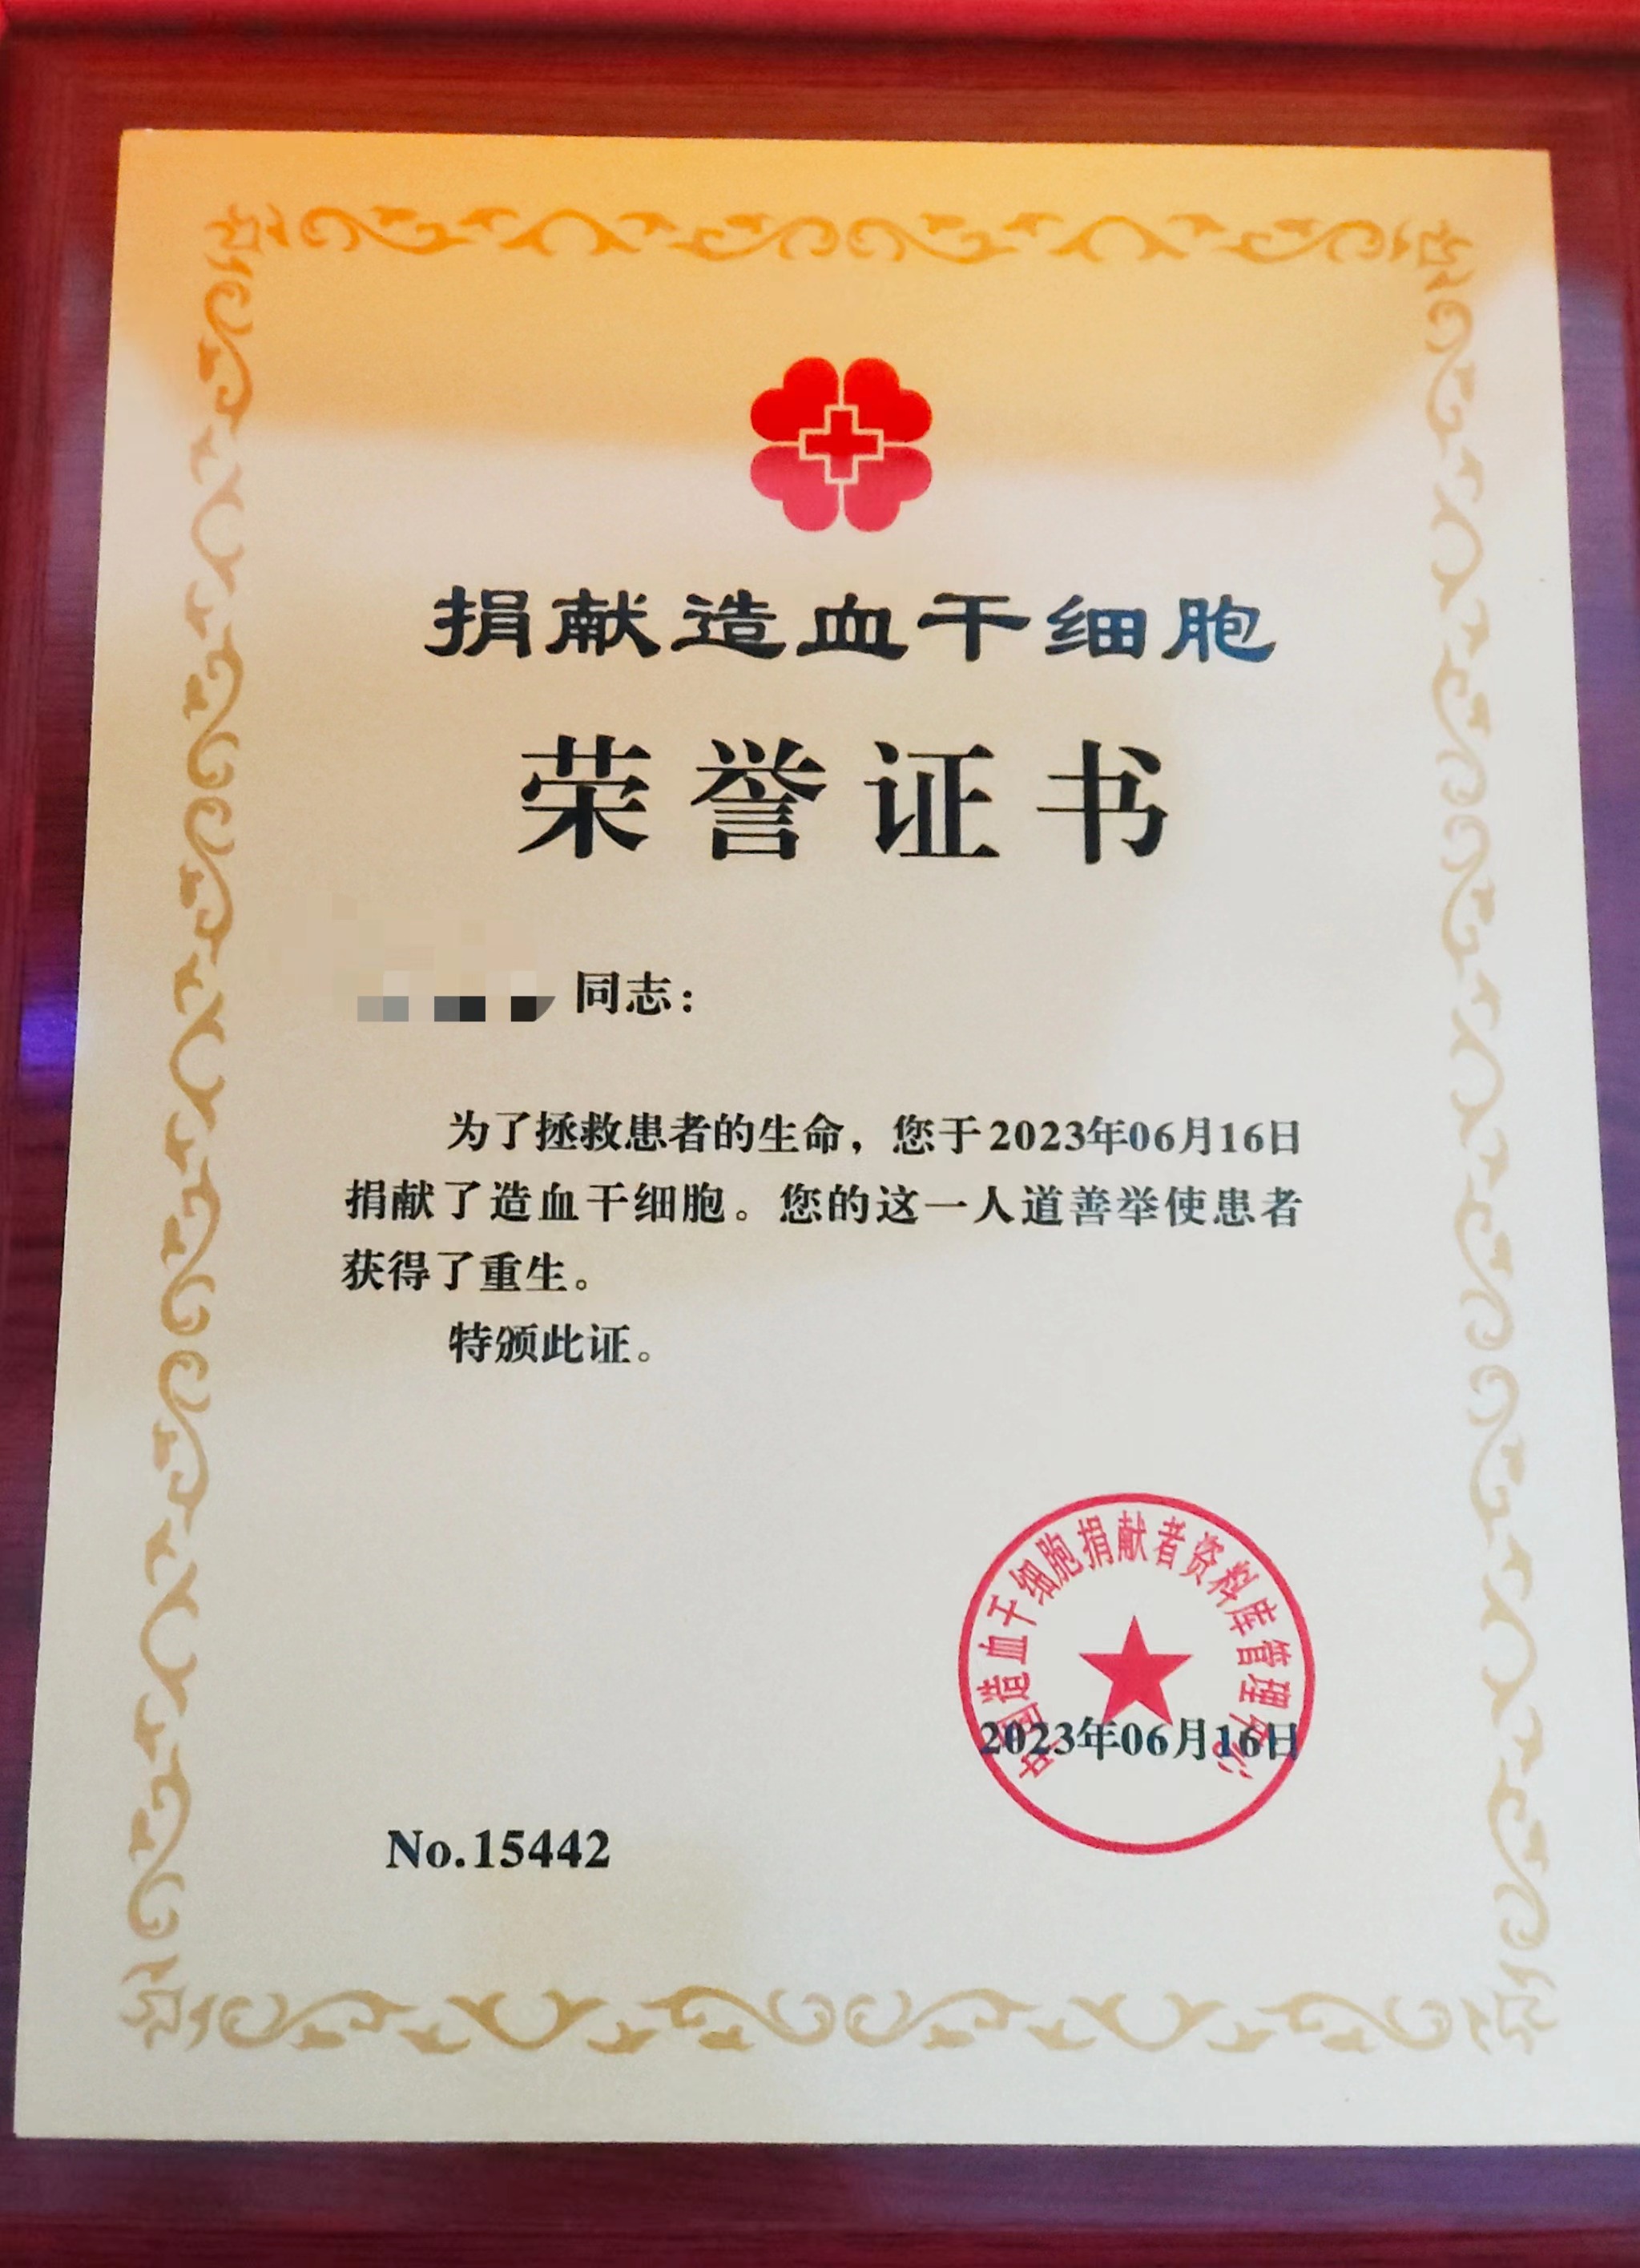 捐献造血干细胞
荣誉证书
同志：
为了拯救患者的生命，您于2023年06月16日
捐献了造血干细胞。您的这一人道善举使患者
获得了重生。
特颁此证。
中国造血干细胞捐献者资料库管理中心
2023年06月16日
No.15442